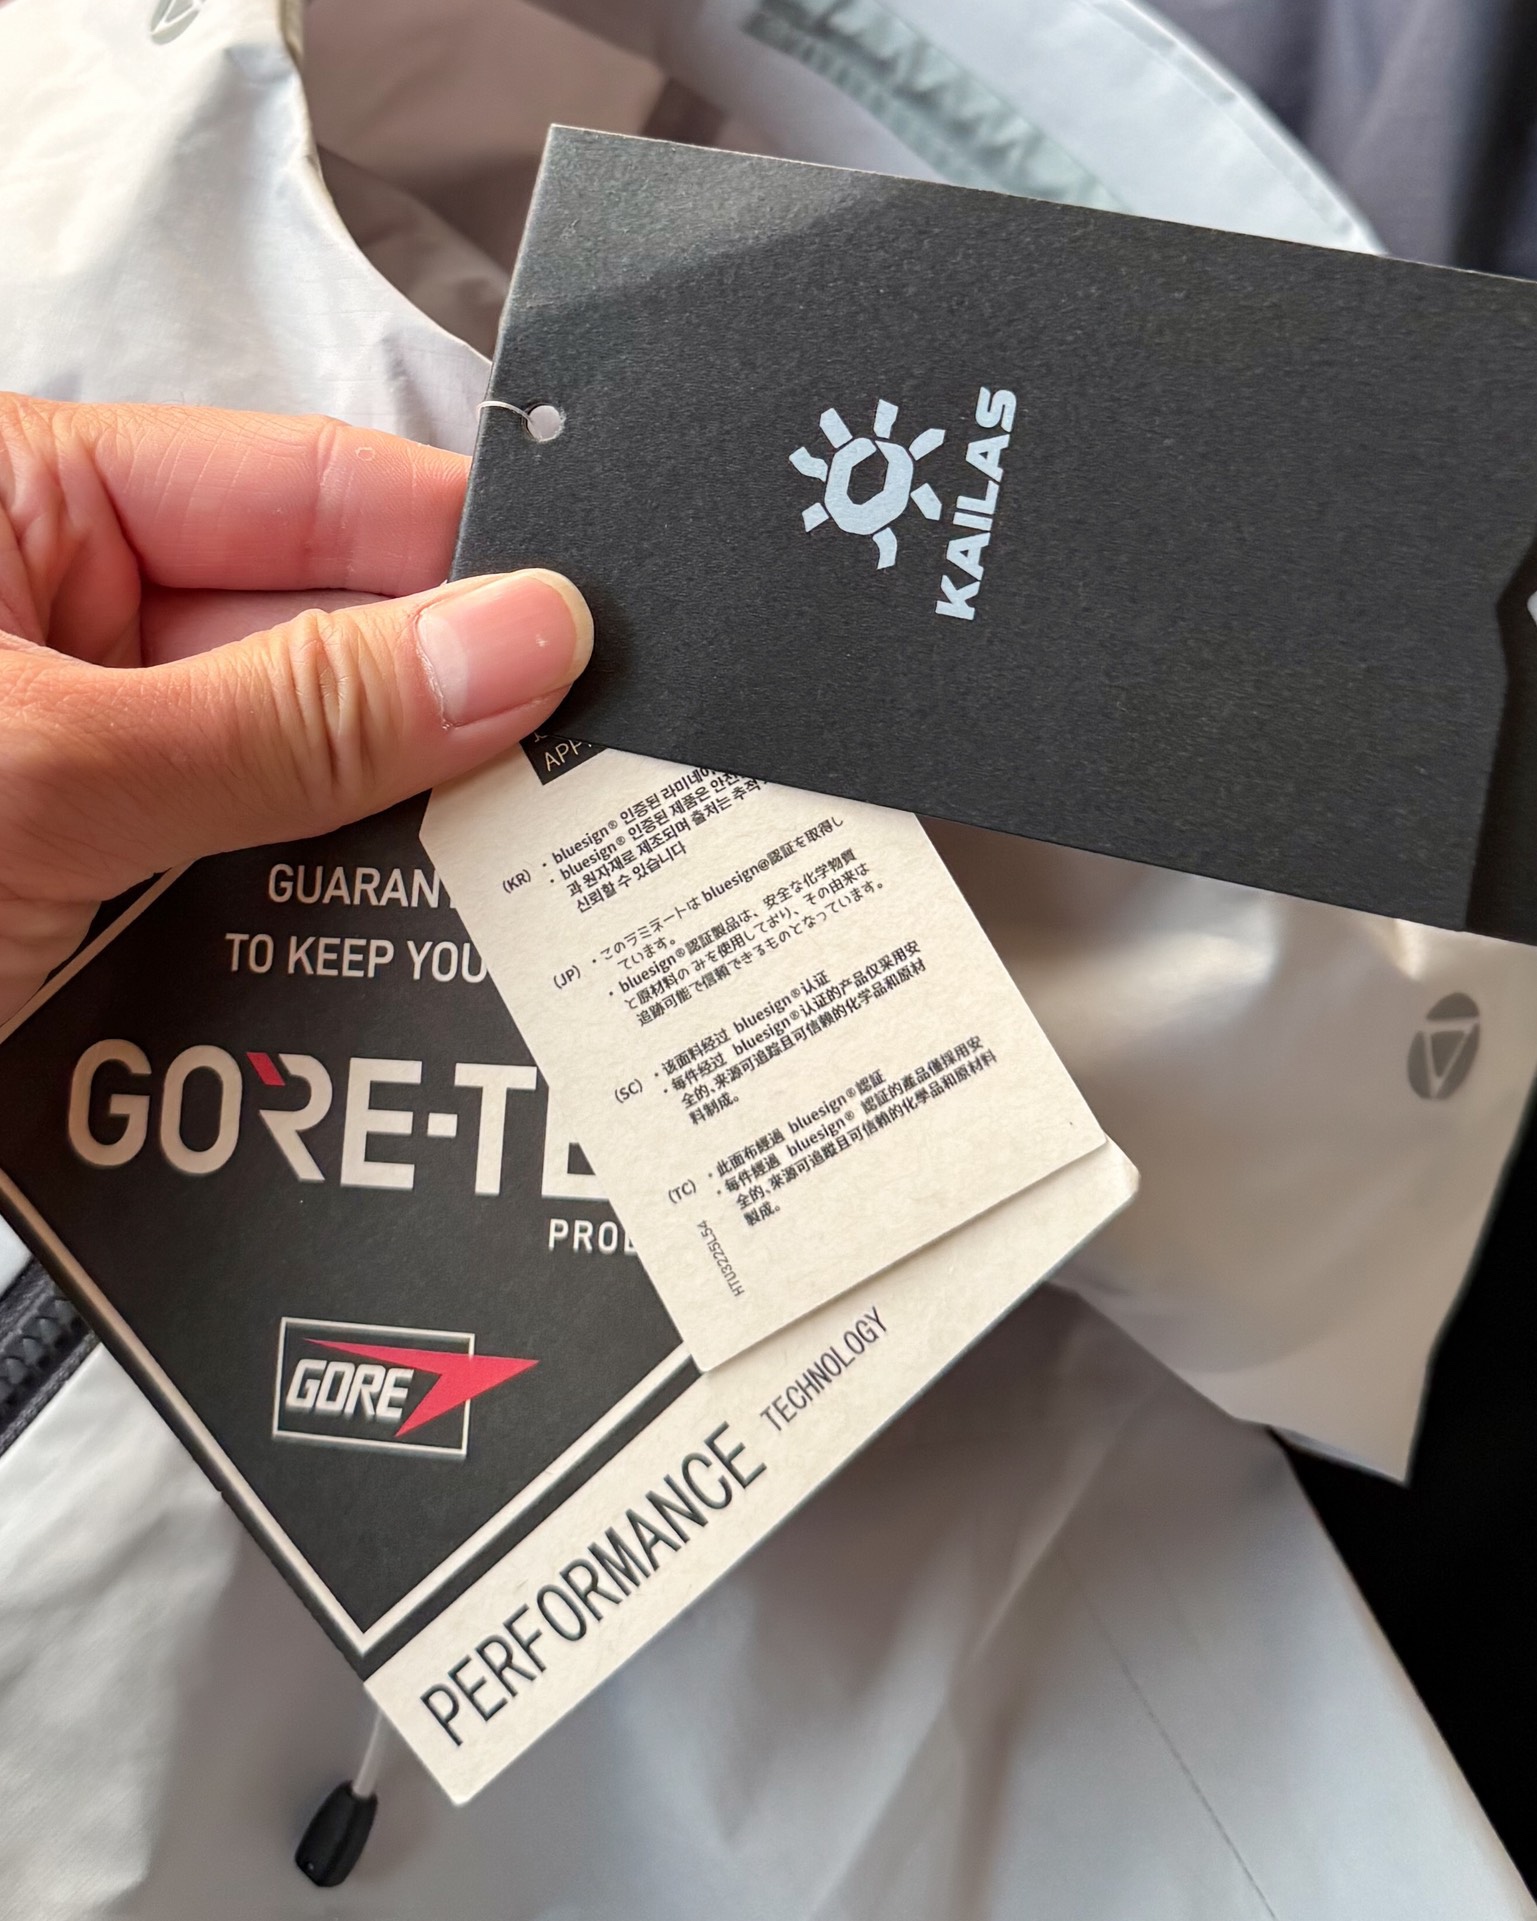 KAILAS
APP
(KR)
· bluesign® 인증된 라미네이
· bluesign® 인증된 제품은 안전
과 원자재로 제조되며 출처는 추적
신뢰할 수 있습니다
(JP)
· このラミネートは bluesign@認証を取得し
ています。
· bluesign®認証製品は、安全な化学物質
と原材料の みを使用しており、その由来は
追跡可能で信頼できるものとなっています。
(SC)
· 该面料经过 bluesign®认证
· 每件经过 bluesign®认证的产品仅采用安
全的、来源可追踪且可信赖的化学品和原材
料制成。
(TC)
· 此面布經過 bluesign®認証
· 每件經過 bluesign® 認証的產品僅採用安
全的、來源可追蹤且可信賴的化學品和原材料
製成。
HTU3225L54
GUARAN
TO KEEP YOU
GORE-TE
PROD
GORE
PERFORMANCE TECHNOLOGY